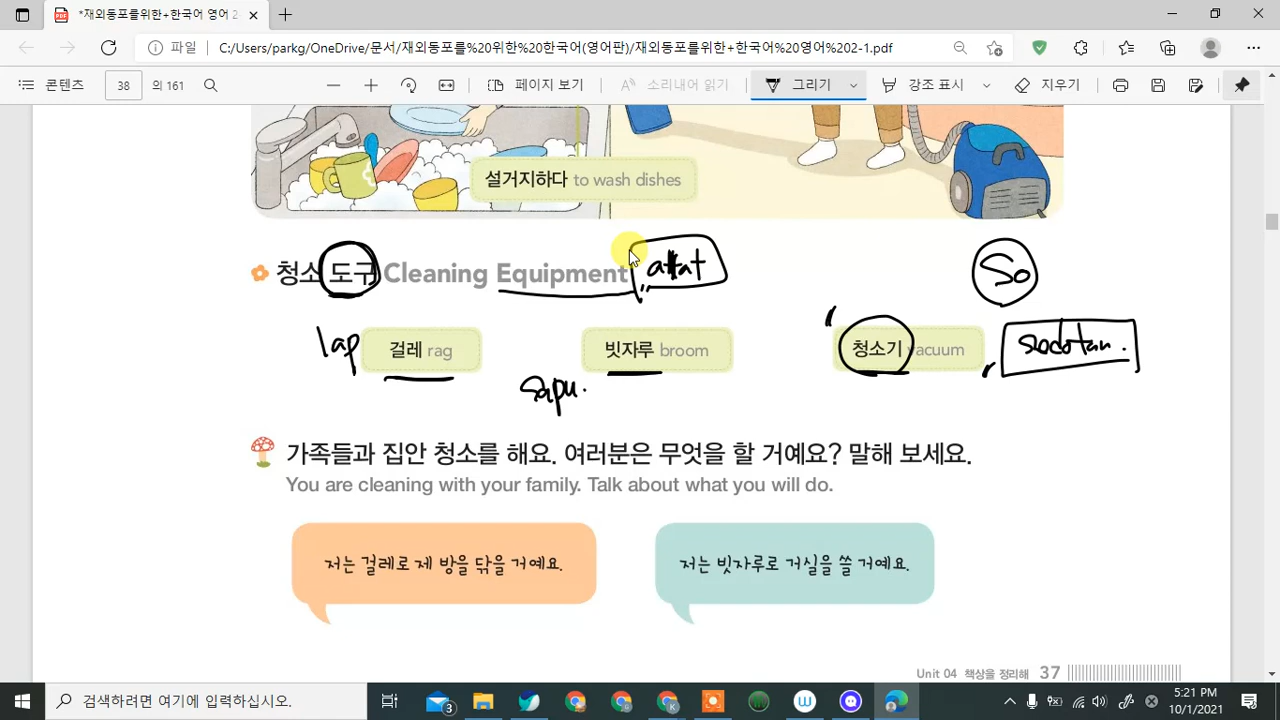 *재외동포를위한+한국어 영어 2
파일 C:/Users/parkg/OneDrive/문서/재외동포를%20위한%20한국어(영어판)/재외동포를위한+한국어%20영어%202-1.pdf
콘텐츠 38 의 161 페이지 보기 소리내어 읽기 그리기 강조 표시 지우기
설거지하다 to wash dishes
청소 도구 Cleaning Equipment alat So
lap 걸레 rag 빗자루 broom 청소기 vacuum
sapu.
가족들과 집안 청소를 해요. 여러분은 무엇을 할 거예요? 말해 보세요.
You are cleaning with your family. Talk about what you will do.
저는 걸레로 제 방을 닦을 거예요. 저는 빗자루로 거실을 쓸 거예요.
Unit 04 책상을 정리해 37
검색하려면 여기에 입력하십시오. 3 5:21 PM
10/1/2021